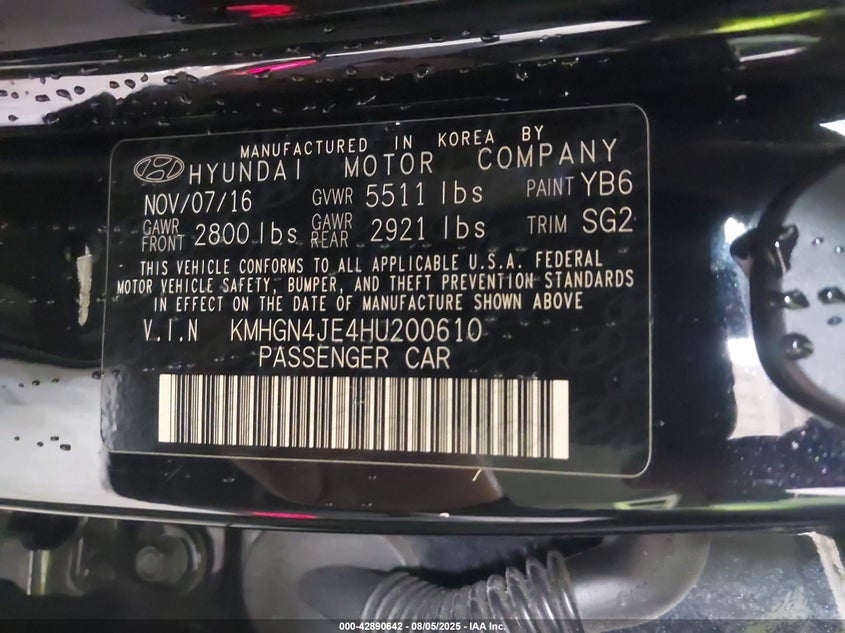 MANUFACTURED IN KOREA BY
HYUNDAI MOTOR COMPANY
NOV/07/16 GVWR 5511 lbs PAINT YB6
GAWR FRONT 2800 lbs GAWR REAR 2921 lbs TRIM SG2
THIS VEHICLE CONFORMS TO ALL APPLICABLE U.S.A. FEDERAL
MOTOR VEHICLE SAFETY, BUMPER, AND THEFT PREVENTION STANDARDS
IN EFFECT ON THE DATE OF MANUFACTURE SHOWN ABOVE
V.I.N KMHGN4JE4HU200610
PASSENGER CAR
000-42890642 - 08/05/2025 - IAA Inc.